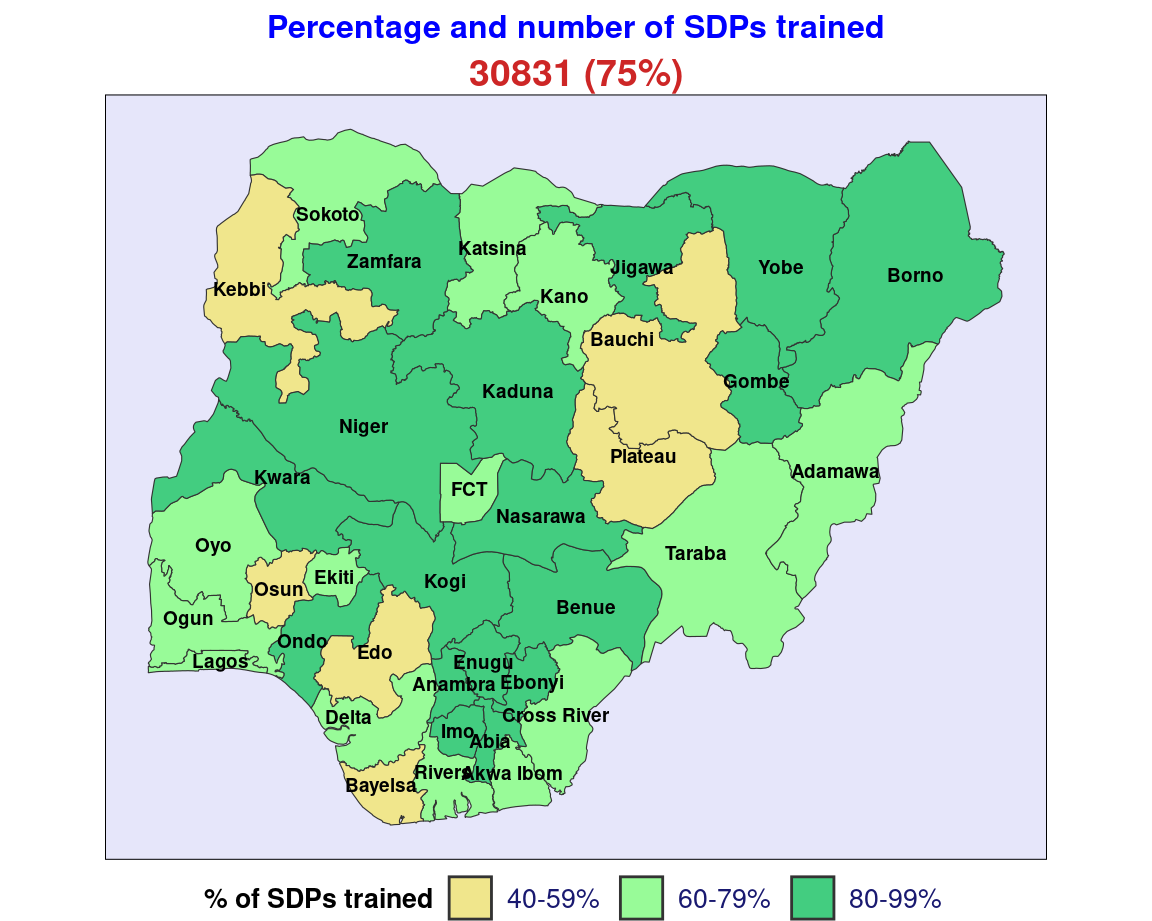 Percentage and number of SDPs trained
30831 (75%)
Sokoto
Katsina
Zamfara
Jigawa
Yobe
Borno
Kebbi
Kano
Bauchi
Gombe
Kaduna
Niger
Plateau
Adamawa
Kwara
FCT
Nasarawa
Oyo
Taraba
Osun
Ekiti
Kogi
Benue
Ogun
Ondo
Edo
Lagos
Enugu
Anambra
Ebonyi
Delta
Cross River
Imo
Abia
Bayelsa
Rivers
Akwa Ibom
% of SDPs trained
40-59%
60-79%
80-99%